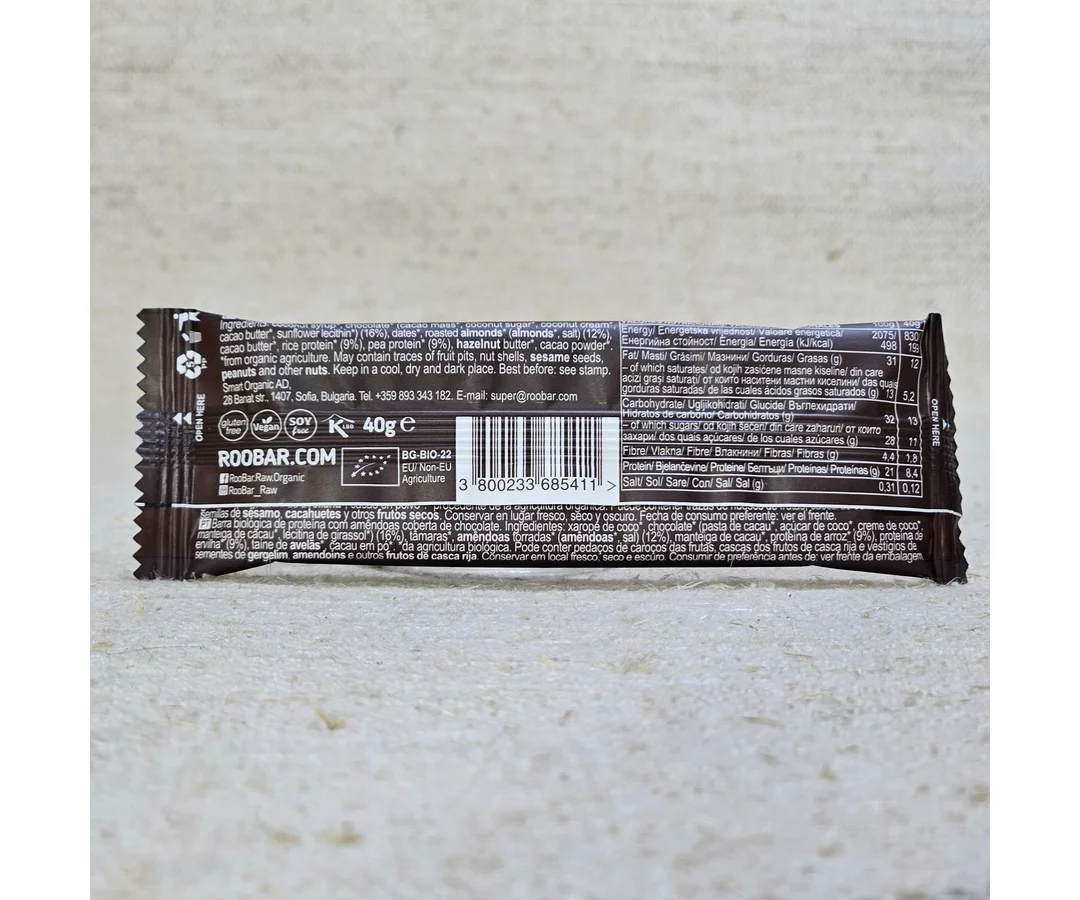 Ingredients: coconut syrup*, chocolate* (cacao mass*, coconut sugar*, coconut cream*,
cacao butter*, sunflower lecithin*) (16%), dates*, roasted almonds* (almonds*, salt) (12%),
cacao butter*, rice protein* (9%), pea protein* (9%), hazelnut butter*, cacao powder*.
*from organic agriculture. May contain traces of fruit pits, nut shells, sesame seeds,
peanuts and other nuts. Keep in a cool, dry and dark place. Best before: see stamp.
Smart Organic AD,
28 Banat str., 1407, Sofia, Bulgaria. Tel. +359 893 343 182. E-mail: super@roobar.com
OPEN HERE
gluten free
Vegan
SOY free
K
40g e
ROOBAR.COM
RooBar.Raw.Organic
RooBar_Raw
BG-BIO-22
EU/ Non-EU
Agriculture
3 800233 685411 >
100g 40g
Energy/ Energetska vrijednost/ Valoare energetică/ 2075 830
Енергийна стойност/ Energia/ Energía (kJ/kcal) 498 199
Fat/ Masti/ Grăsimi/ Мазнини/ Gorduras/ Grasas (g) 31 12
– of which saturates/ od kojih zasićene masne kiseline/ din care
acizi grași saturați/ от които наситени мастни киселини/ das quais
gorduras saturadas/ de las cuales ácidos grasos saturados (g) 13 5,2
Carbohydrate/ Ugljikohidrati/ Glucide/ Въглехидрати/
Hidratos de carbono/ Carbohidratos (g) 32 13
– of which sugars/ od kojih šećeri/ din care zaharuri/ от които
захари/ dos quais açúcares/ de los cuales azúcares (g) 28 11
Fibre/ Vlakna/ Fibre/ Влакнини/ Fibras/ Fibras (g) 4,4 1,8
Protein/ Bjelančevine/ Proteine/ Белтъци/ Proteínas/ Proteínas (g) 21 8,4
Salt/ Sol/ Sare/ Сол/ Sal/ Sal (g) 0,31 0,12
OPEN HERE
Semillas de sésamo, cacahuetes y otros frutos secos. Conservar en lugar fresco, seco y oscuro. Fecha de consumo preferente: ver el frente.
PT Barra biológica de proteína com amêndoas coberta de chocolate. Ingredientes: xarope de coco*, chocolate* (pasta de cacau*, açúcar de coco*, creme de coco*,
manteiga de cacau*, lecitina de girassol*) (16%), tâmaras*, amêndoas torradas* (amêndoas*, sal) (12%), manteiga de cacau*, proteína de arroz* (9%), proteína de
ervilha* (9%), de avelãs*, cacau em po*. *da agricultura biológica. Pode conter pedaços de caroços das frutas, cascas dos frutos de casca rija e vestígios de
sementes de gergelim, amendoins e outros frutos de casca rija. Conservar em local fresco, seco e escuro. Consumir de preferência antes de: ver frente da embalagem.